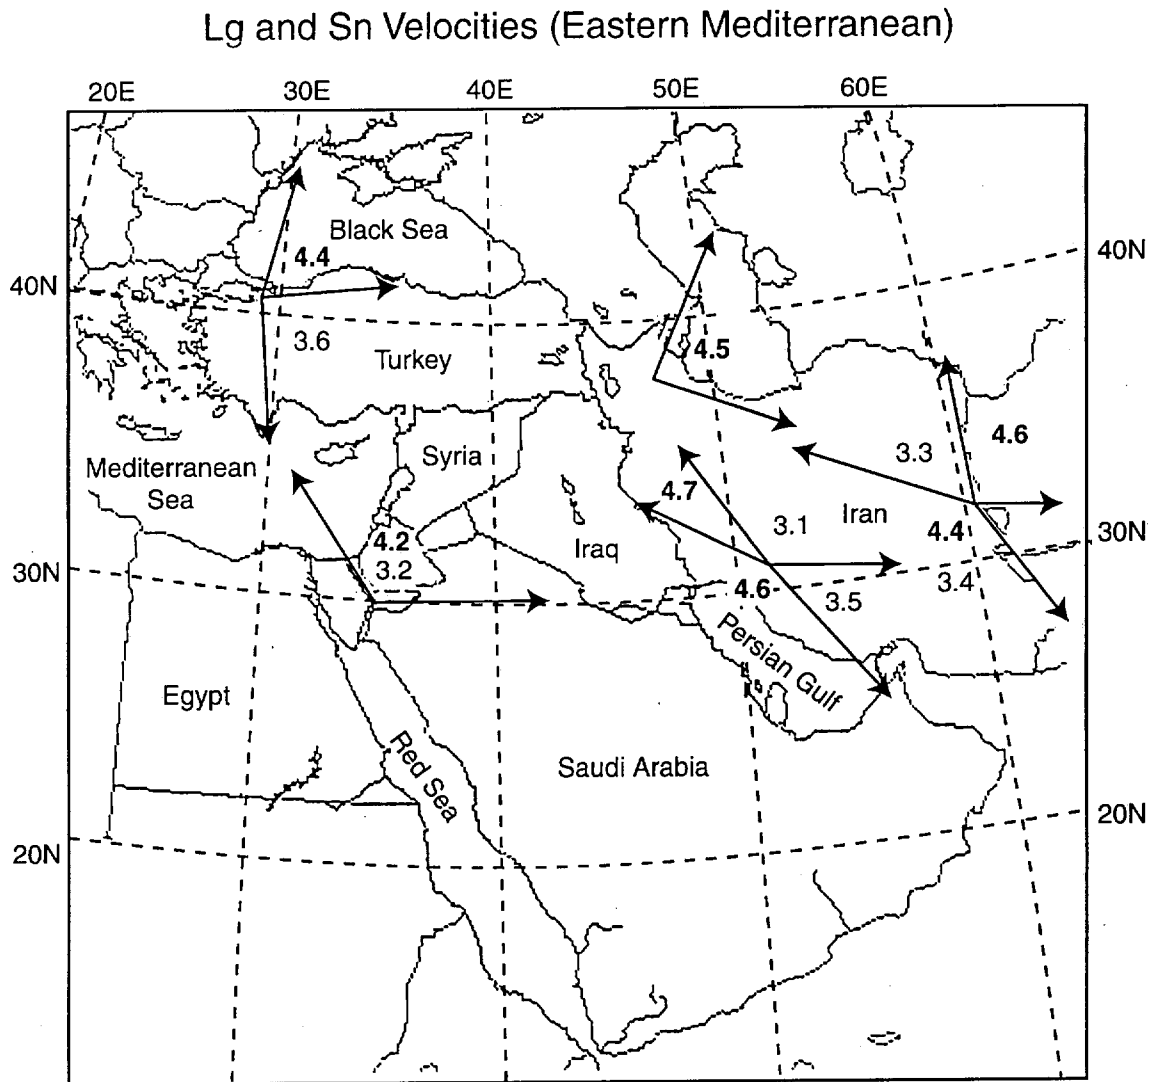 Lg and Sn Velocities (Eastern Mediterranean)
20E 30E 40E 50E 60E
Black Sea
4.4
40N
40N
3.6
Turkey
4.5
Mediterranean
Sea
Syria
3.3
4.6
4.7
4.2
3.2
Iraq
3.1
Iran
4.4
30N
30N
4.6
3.5
3.4
Persian Gulf
Egypt
Red Sea
Saudi Arabia
20N
20N